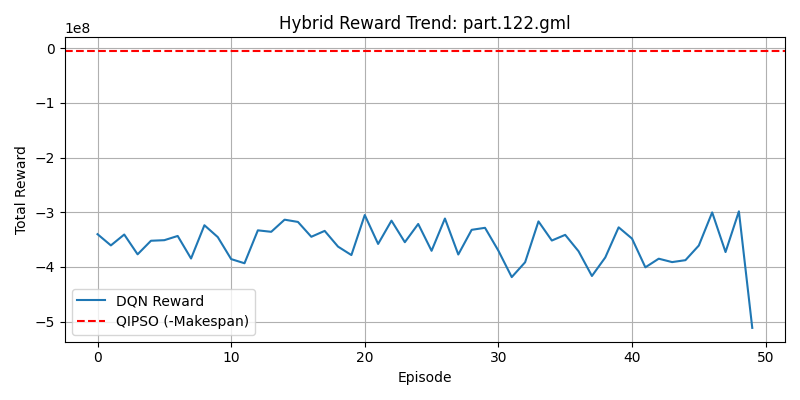 Hybrid Reward Trend: part.122.gml
1e8
0
−1
−2
−3
−4
−5
Total Reward
DQN Reward
QIPSO (-Makespan)
0 10 20 30 40 50
Episode